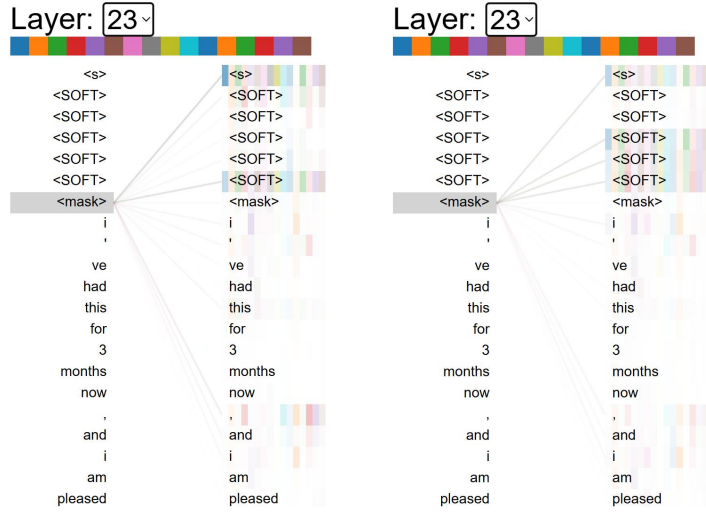 Layer: 23
<s> <s>
<SOFT> <SOFT>
<SOFT> <SOFT>
<SOFT> <SOFT>
<SOFT> <SOFT>
<SOFT> <SOFT>
<mask> <mask>
i i
' '
ve ve
had had
this this
for for
3 3
months months
now now
, ,
and and
i i
am am
pleased pleased
Layer: 23
<s> <s>
<SOFT> <SOFT>
<SOFT> <SOFT>
<SOFT> <SOFT>
<SOFT> <SOFT>
<SOFT> <SOFT>
<mask> <mask>
i i
' '
ve ve
had had
this this
for for
3 3
months months
now now
, ,
and and
i i
am am
pleased pleased